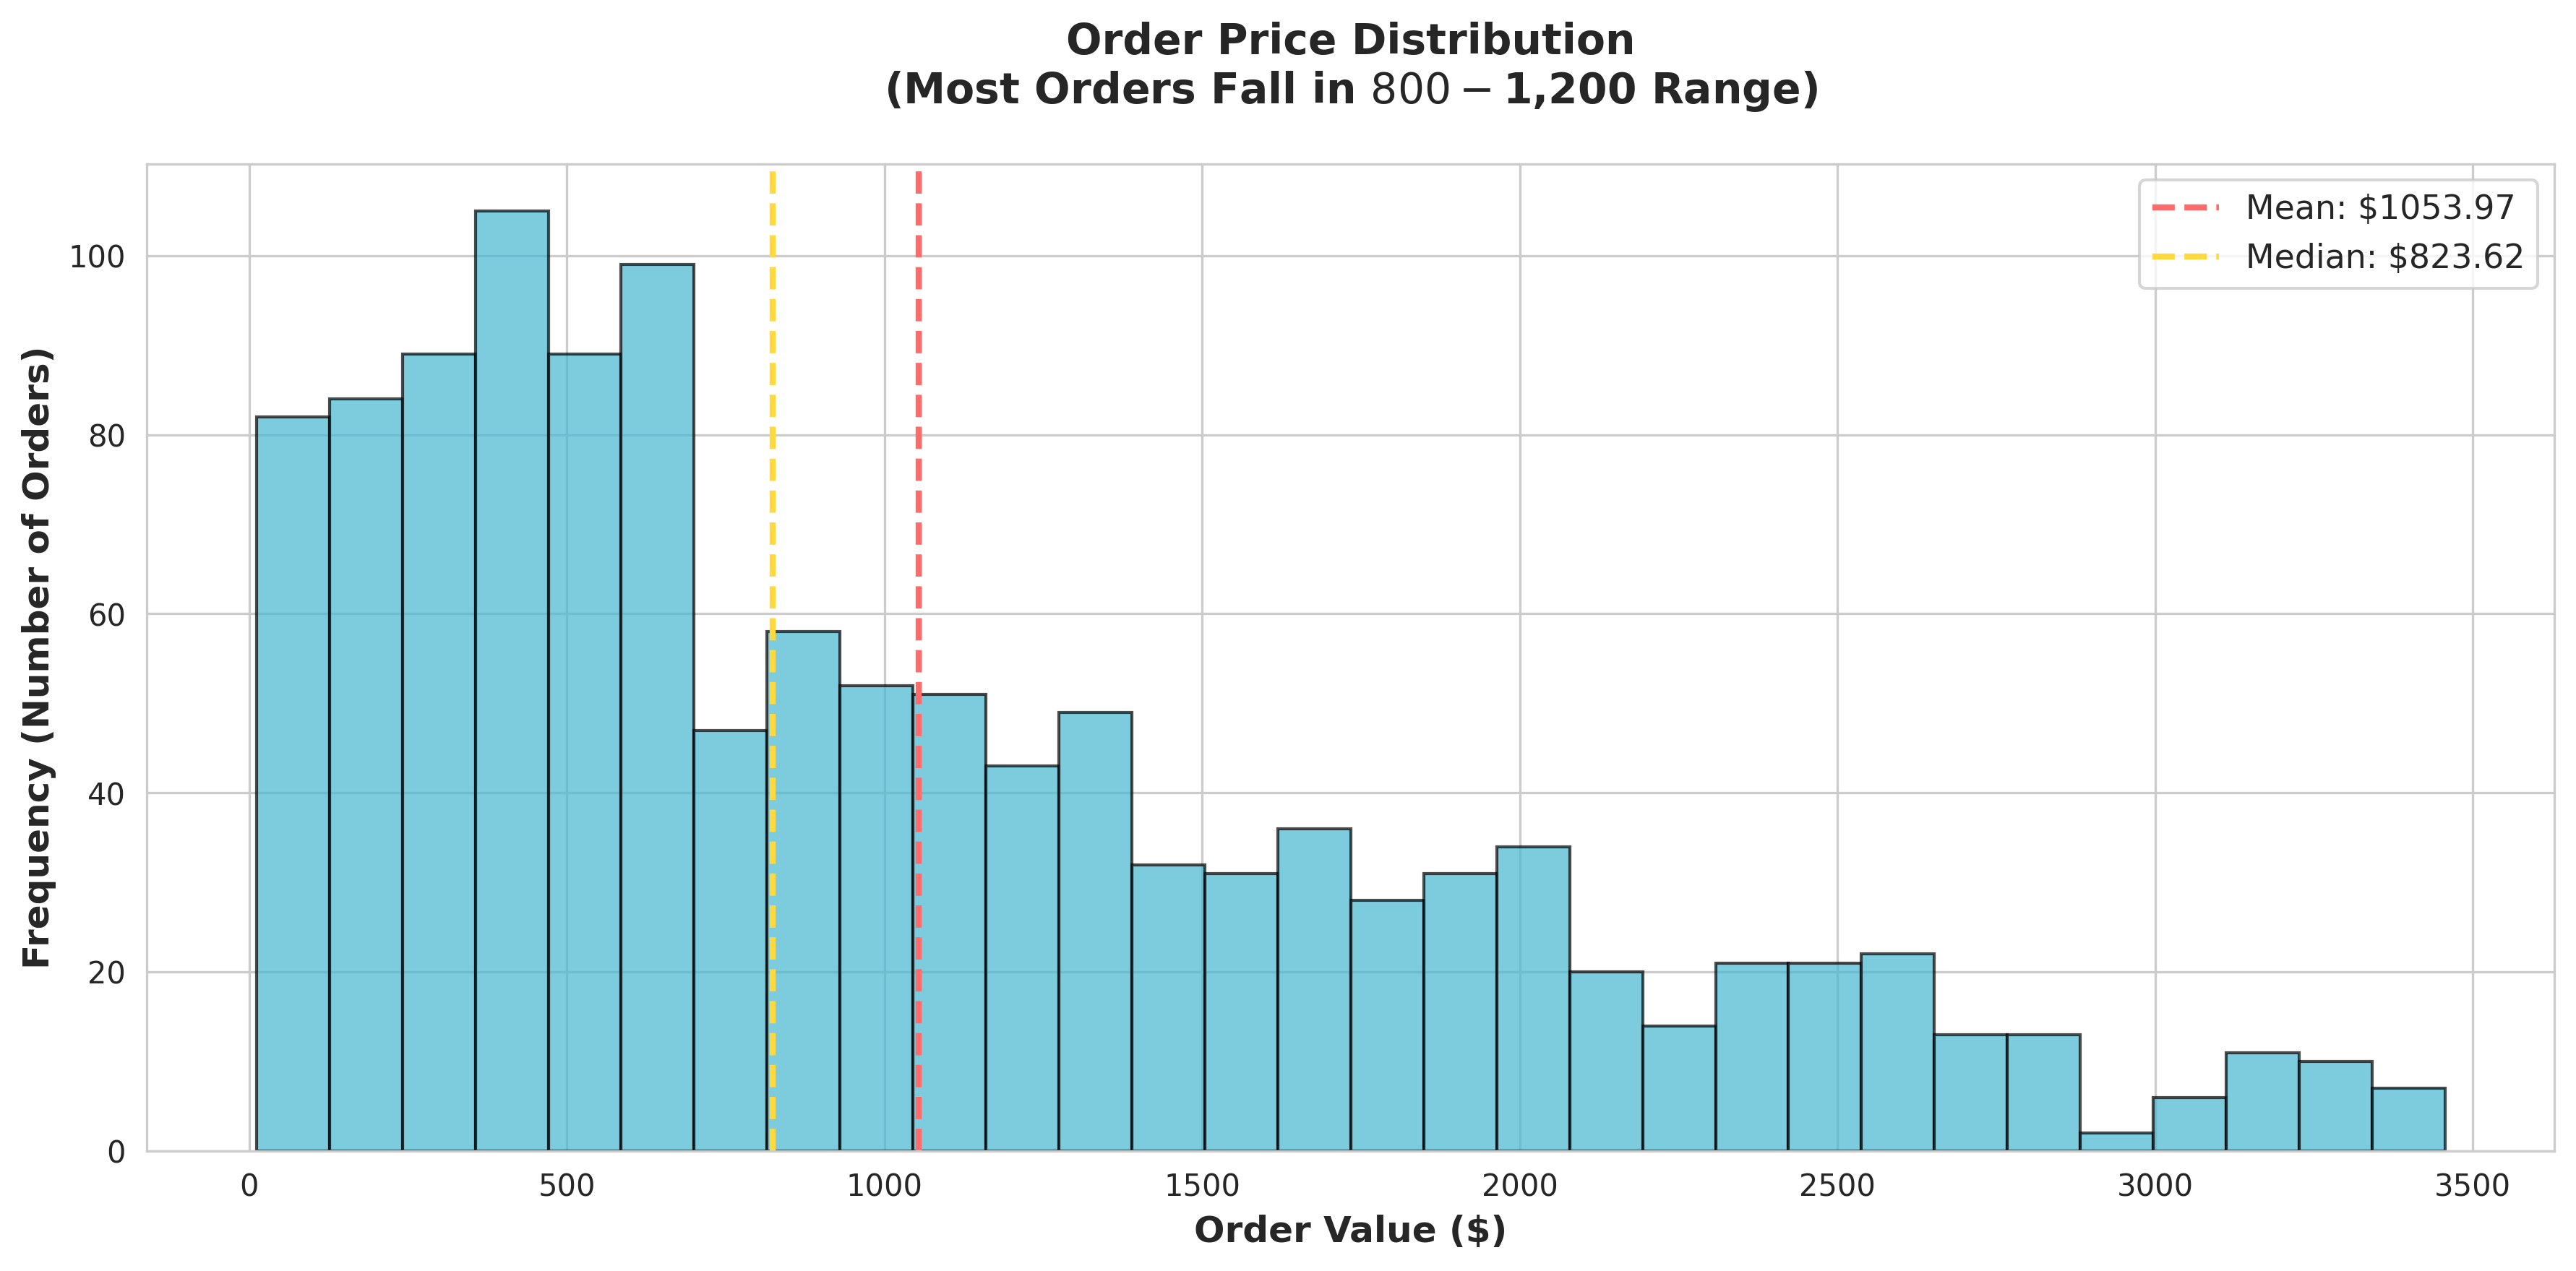 Order Price Distribution
(Most Orders Fall in 800 − 1,200 Range)
Mean: $1053.97
Median: $823.62
Frequency (Number of Orders)
100
80
60
40
20
0
0 500 1000 1500 2000 2500 3000 3500
Order Value ($)